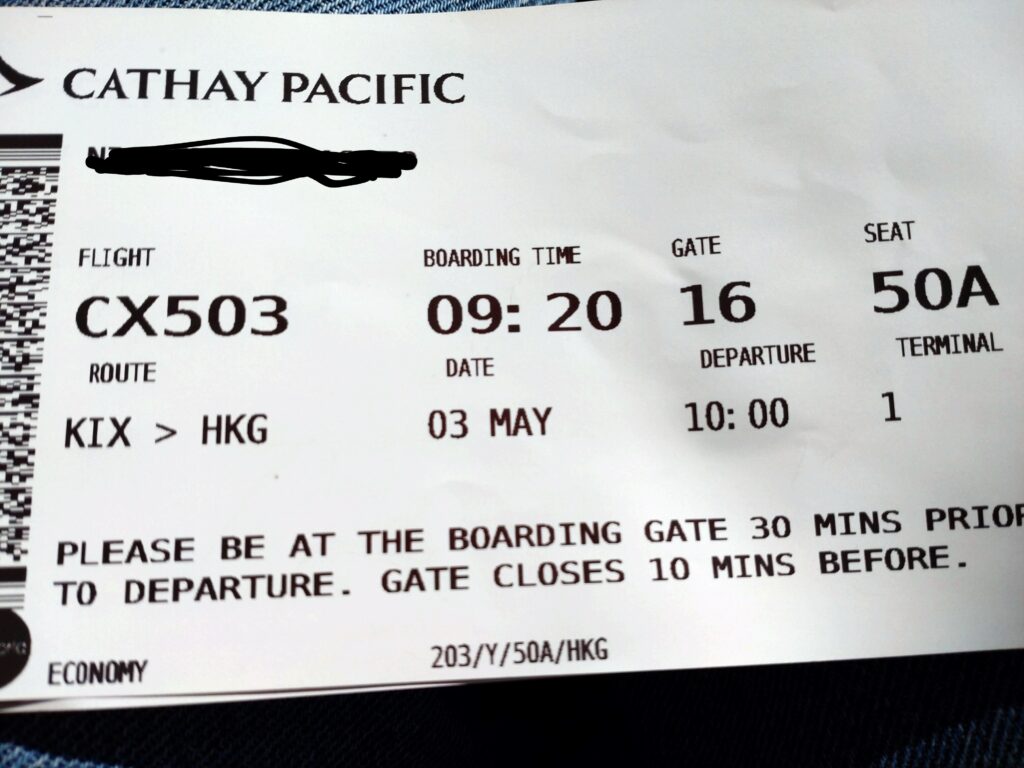 CATHAY PACIFIC
FLIGHT BOARDING TIME GATE SEAT
CX503 09: 20 16 50A
ROUTE DATE DEPARTURE TERMINAL
KIX > HKG 03 MAY 10: 00 1
PLEASE BE AT THE BOARDING GATE 30 MINS PRIOR
TO DEPARTURE. GATE CLOSES 10 MINS BEFORE.
ECONOMY 203/Y/50A/HKG